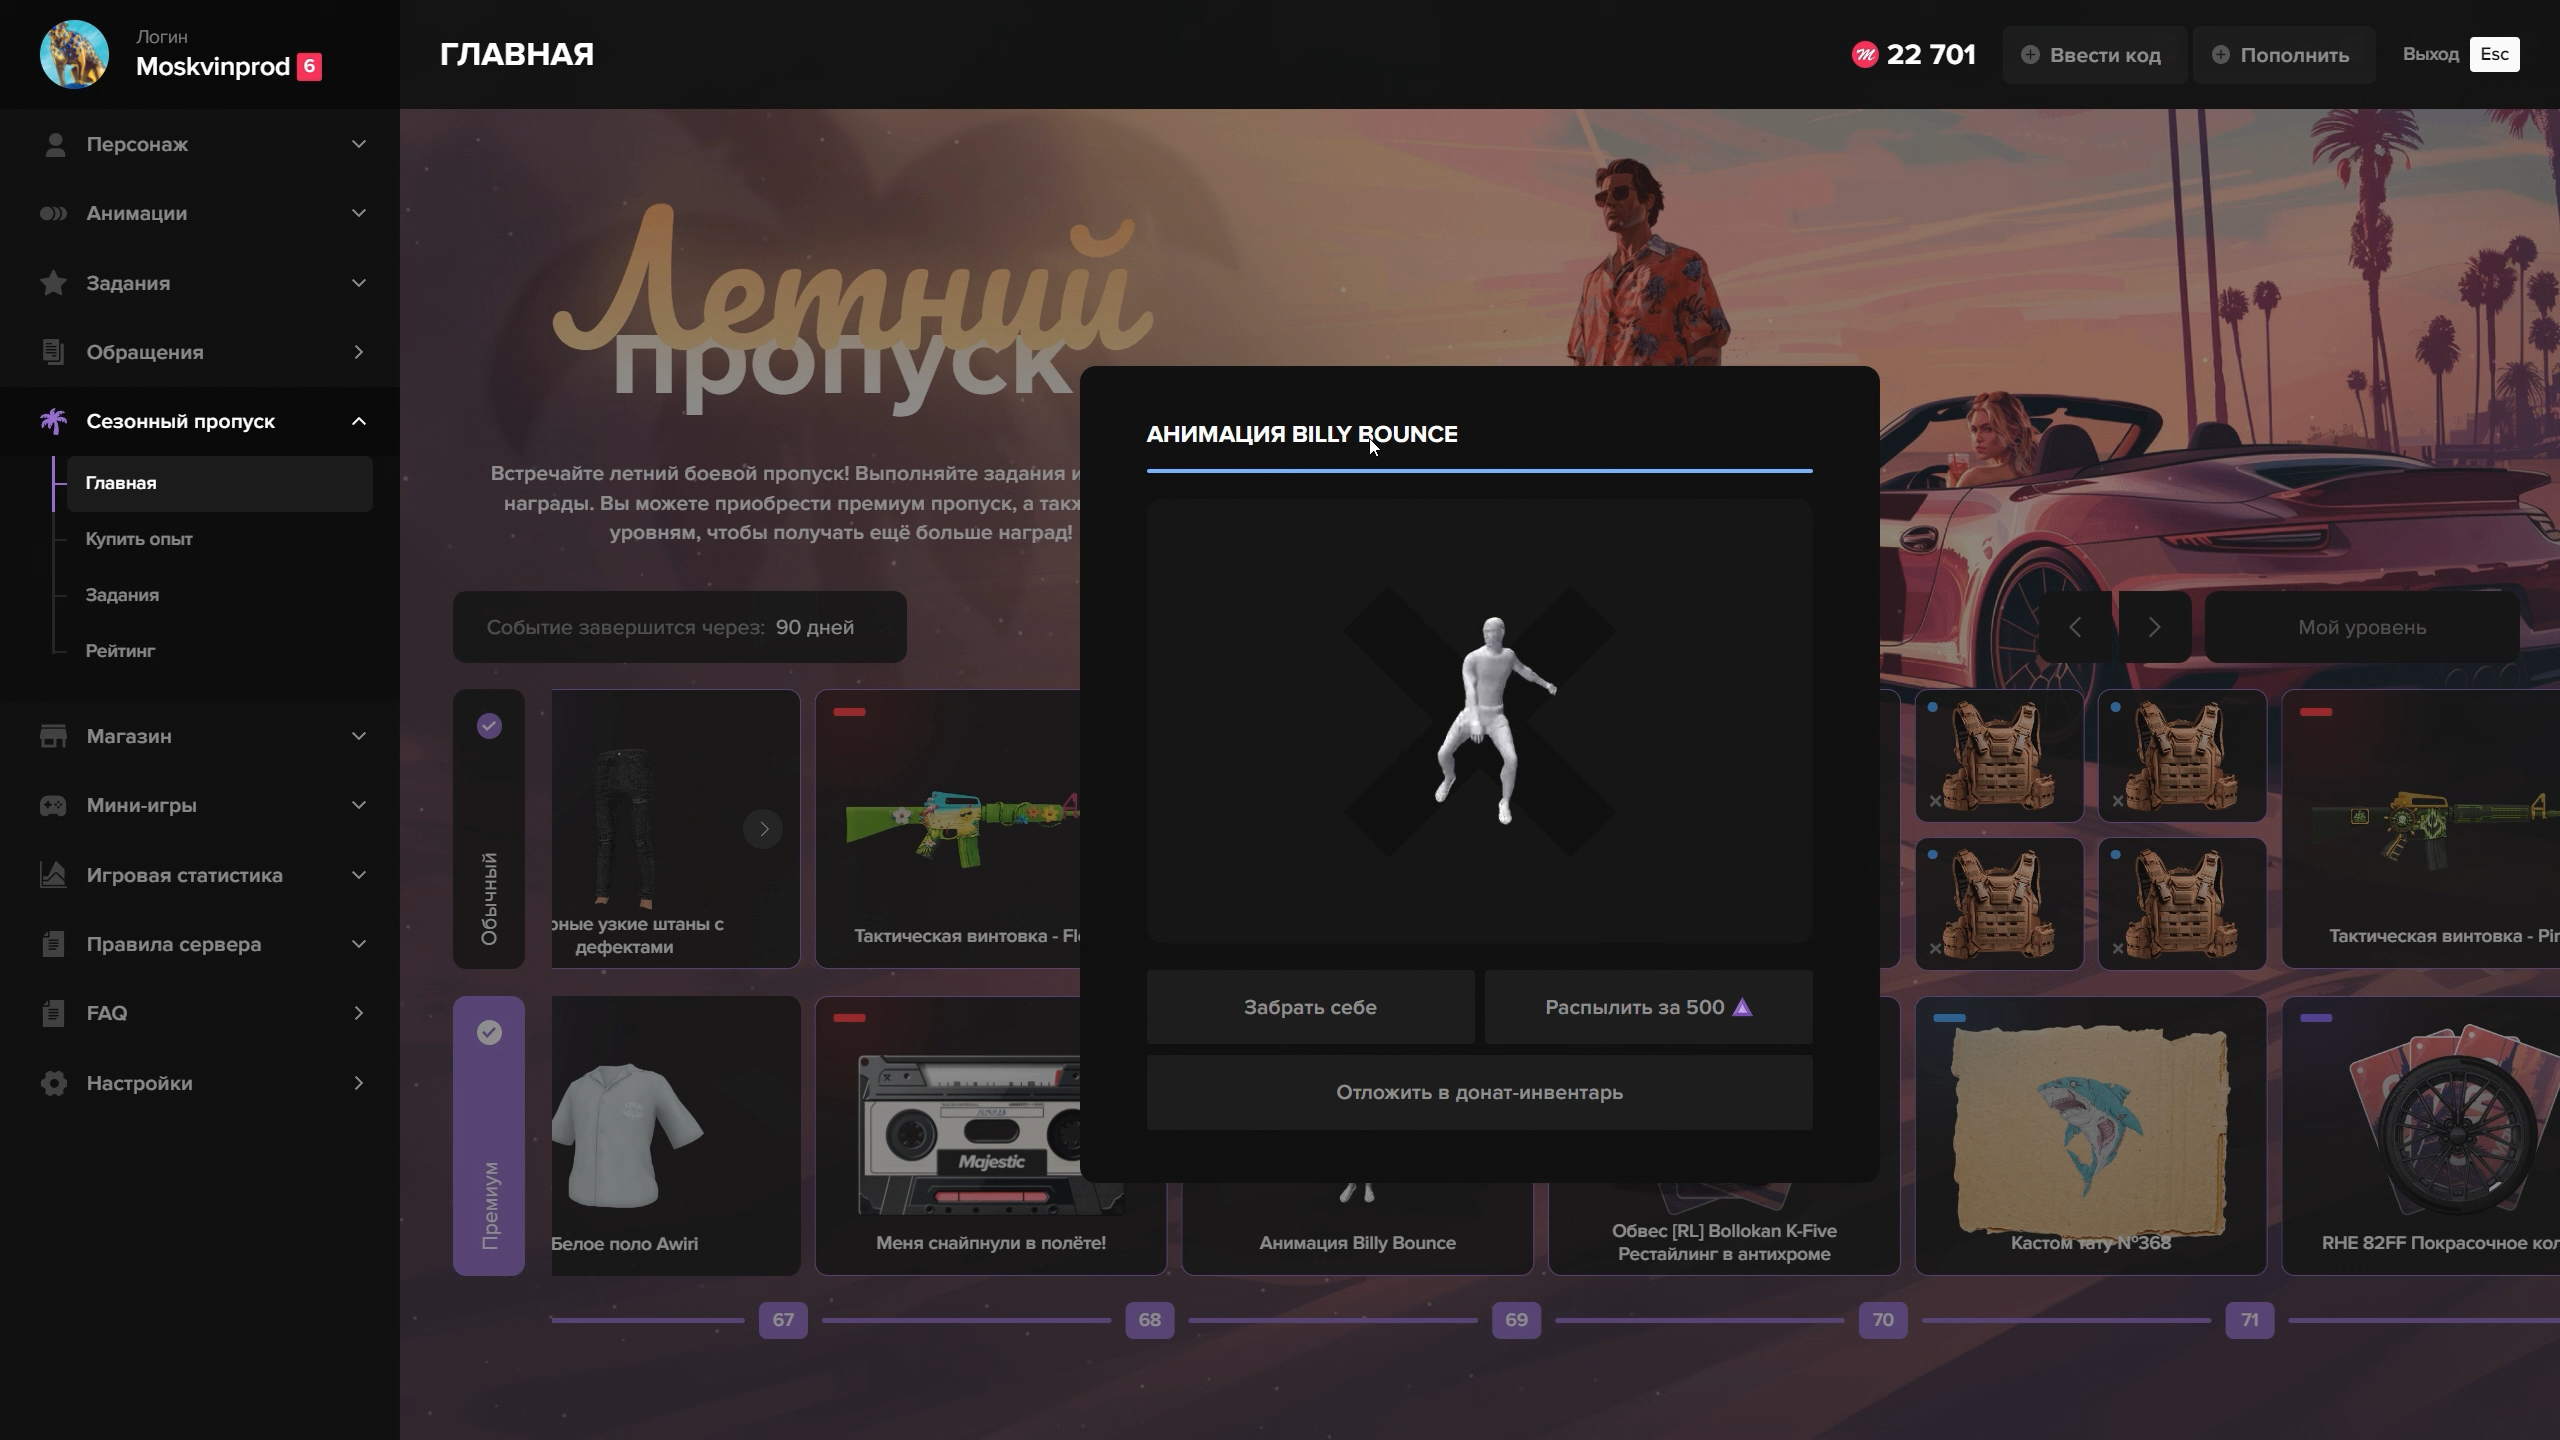 Логин
Moskvinprod 6
ГЛАВНАЯ
22 701
Ввести код
Пополнить
Выход
Esc
Персонаж
Анимации
Задания
Обращения
Сезонный пропуск
Главная
Купить опыт
Задания
Рейтинг
Магазин
Мини-игры
Игровая статистика
Правила сервера
FAQ
Настройки
Летний
пропуск
Встречайте летний боевой пропуск! Выполняйте задания и
награды. Вы можете приобрести премиум пропуск, а
уровням, чтобы получать ещё больше наград!
Событие завершится через: 90 дней
Мой уровень
АНИМАЦИЯ BILLY BOUNCE
Забрать себе
Распылить за 500
Отложить в донат-инвентарь
Обычный
узкие штаны с
дефектами
Тактическая винтовка -
Тактическая винтовка -
Премиум
Белое поло Awiri
Majestic
Меня снайпнули в полёте!
Анимация Billy Bounce
Обвес [RL] Bollokan K-Five
Рестайлинг в антихроме
Кастом тату №368
RHE 82FF Покрасочное
67
68
69
70
71